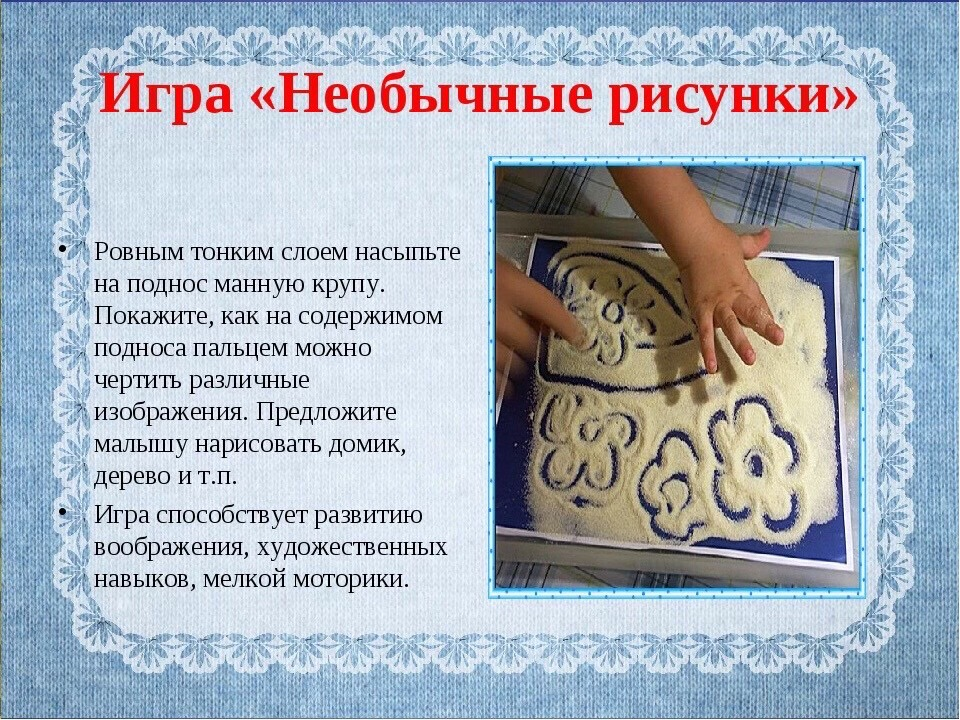 Игра «Необычные рисунки»
• Ровным тонким слоем насыпьте
на поднос манную крупу.
Покажите, как на содержимом
подноса пальцем можно
чертить различные
изображения. Предложите
малышу нарисовать домик,
дерево и т.п.
• Игра способствует развитию
воображения, художественных
навыков, мелкой моторики.